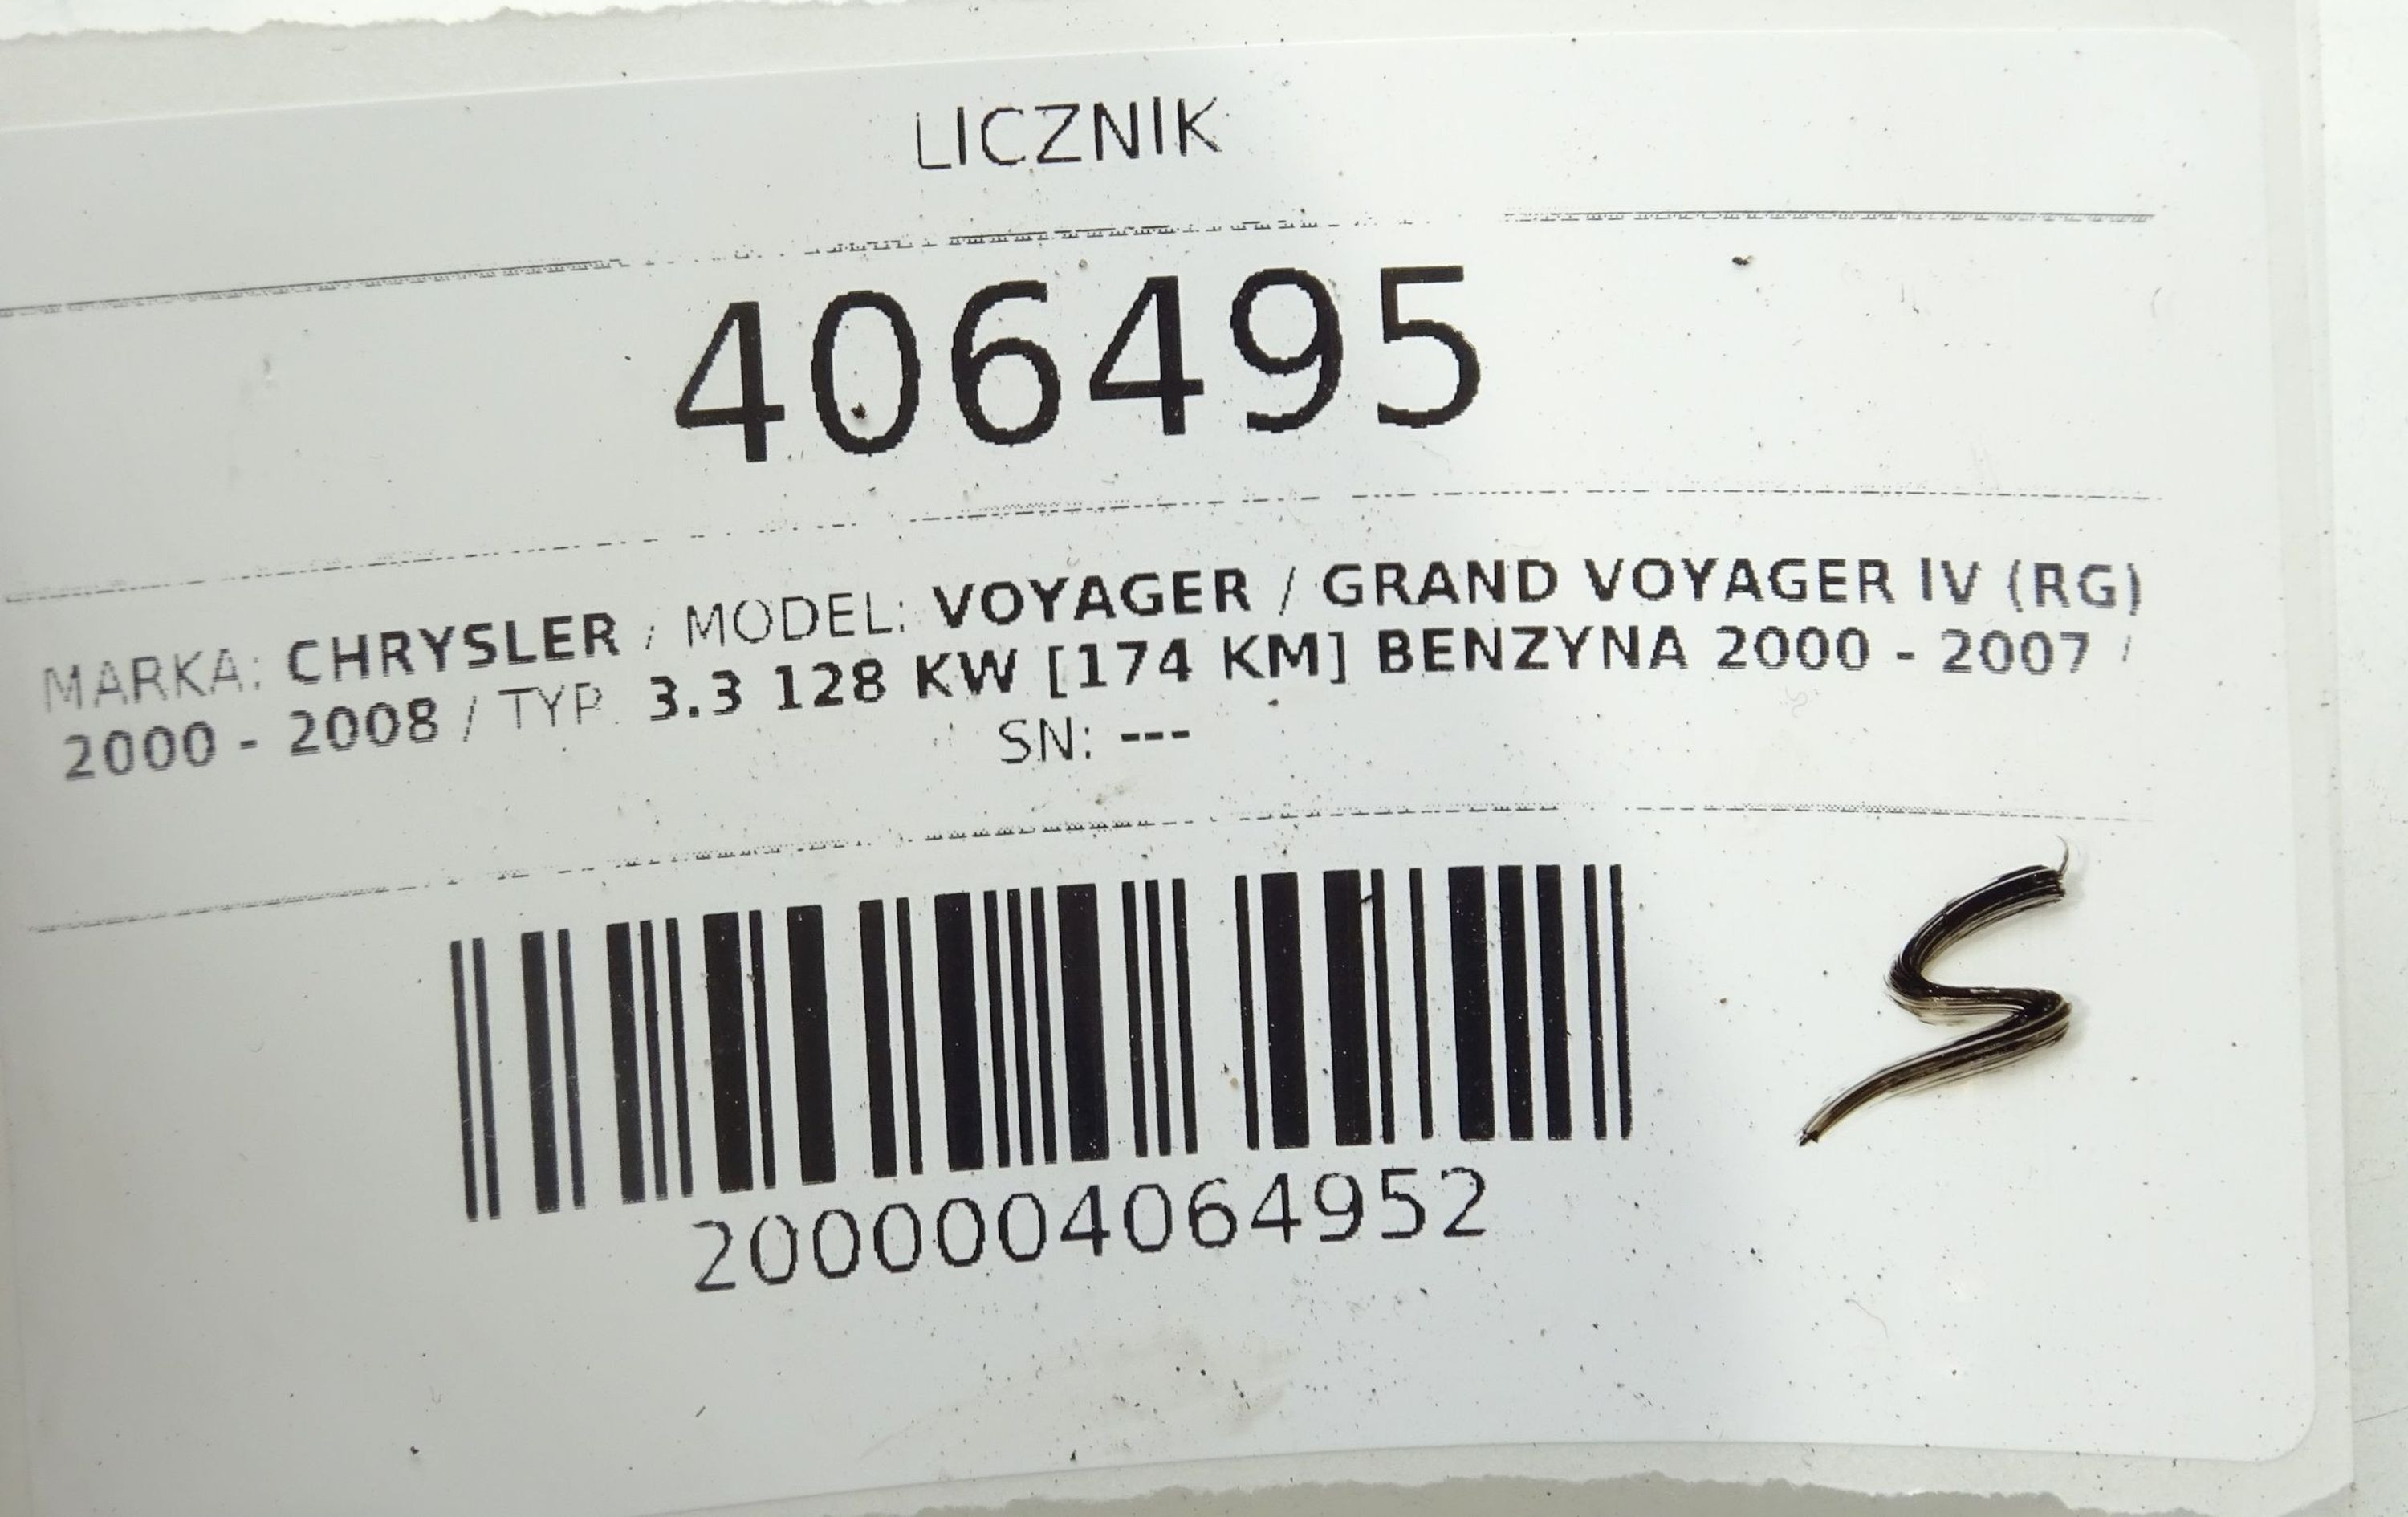 LICZNIK
406495
MARKA: CHRYSLER / MODEL: VOYAGER / GRAND VOYAGER IV (RG)
2000 - 2008 / TYP: 3.3 128 KW [174 KM] BENZYNA 2000 - 2007 /
SN: ---
2000004064952
S